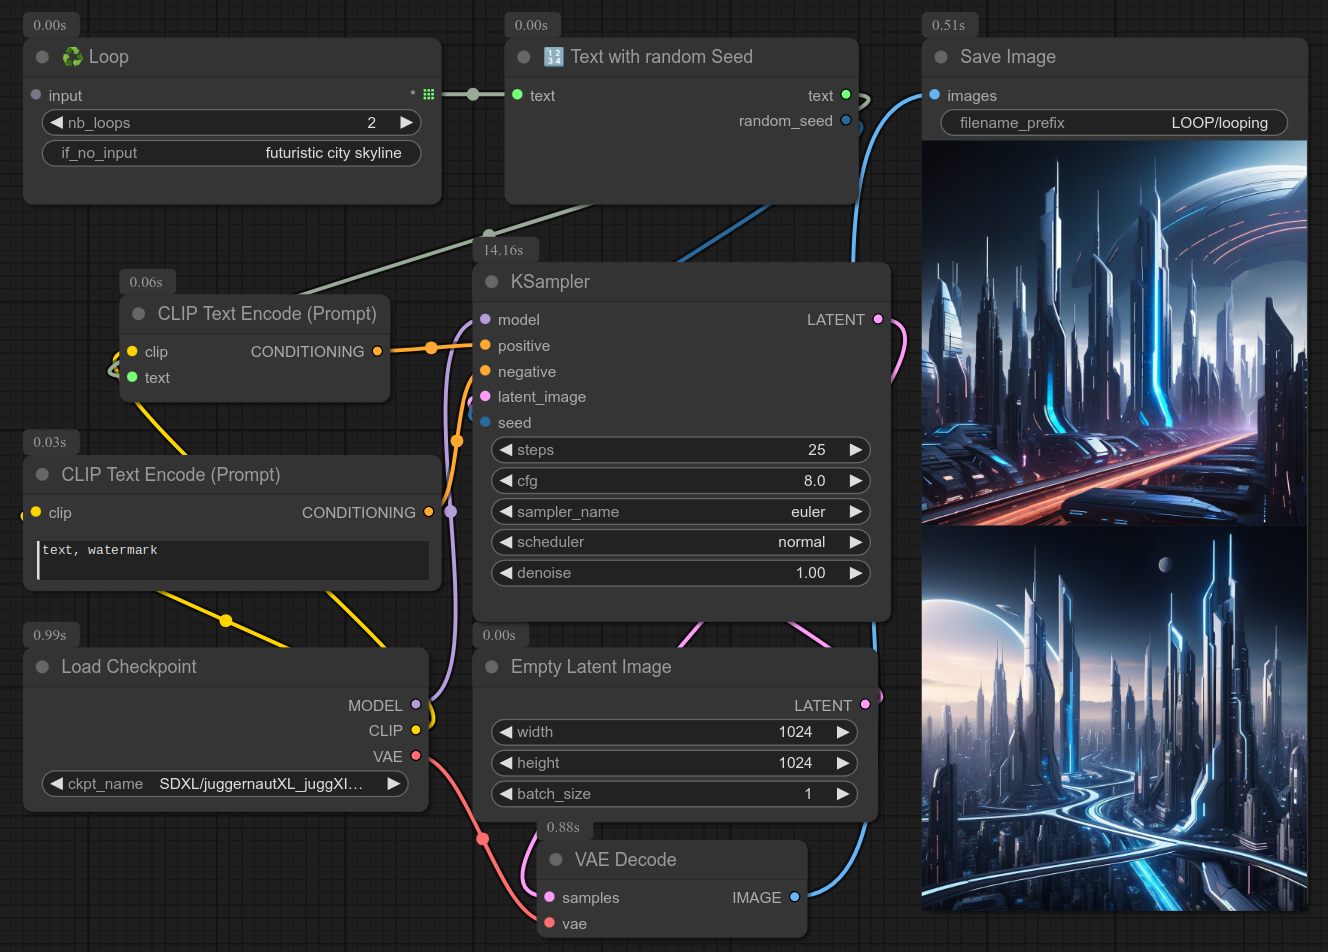 0.00s
♻️ Loop
input
*
nb_loops 2
if_no_input futuristic city skyline
0.00s
🔢 Text with random Seed
text text
random_seed
0.51s
Save Image
images
filename_prefix LOOP/looping
0.06s
CLIP Text Encode (Prompt)
clip CONDITIONING
text
0.03s
CLIP Text Encode (Prompt)
clip CONDITIONING
text, watermark
0.99s
Load Checkpoint
MODEL
CLIP
VAE
ckpt_name SDXL/juggernautXL_juggXI...
14.16s
KSampler
model LATENT
positive
negative
latent_image
seed
steps 25
cfg 8.0
sampler_name euler
scheduler normal
denoise 1.00
0.00s
Empty Latent Image
LATENT
width 1024
height 1024
batch_size 1
0.88s
VAE Decode
samples IMAGE
vae